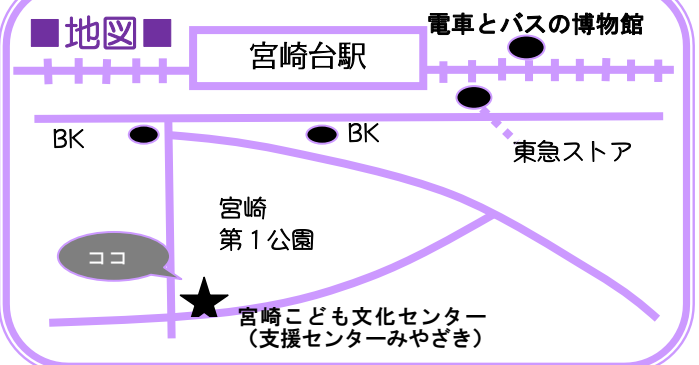 ■地図■
電車とバスの博物館
宮崎台駅
BK
BK
東急ストア
宮崎
第１公園
ココ
宮崎こども文化センター
（支援センターみやざき）